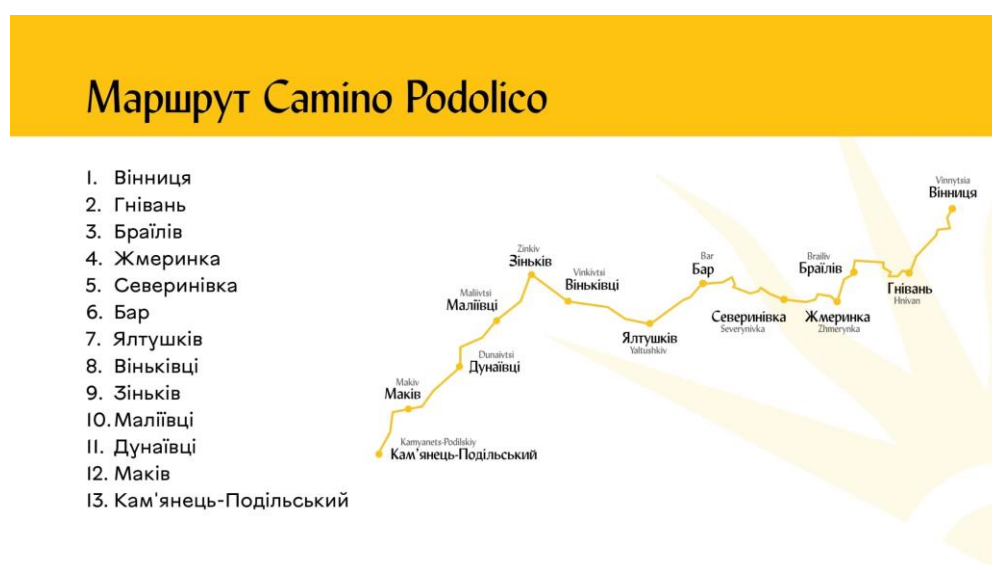 Маршрут Camino Podolico
1. Вінниця
2. Гнівань
3. Браїлів
4. Жмеринка
5. Северинівка
6. Бар
7. Ялтушків
8. Віньківці
9. Зіньків
10. Маліївці
11. Дунаївці
12. Маків
13. Кам'янець-Подільський
Vinnytsia
Вінниця
Zinkiv
Зіньків
Vinkivtsi
Віньківці
Bar
Бар
Brailiv
Браїлів
Гнівань
Hnivan
Maliivtsi
Маліївці
Северинівка
Severynivka
Жмеринка
Zhmerynka
Ялтушків
Yaltushkiv
Dunaivtsi
Дунаївці
Makiv
Маків
Kamyanets-Podilskiy
Кам'янець-Подільський